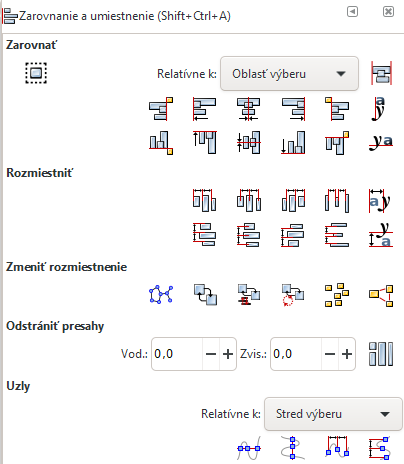 Zarovnanie a umiestnenie (Shift+Ctrl+A)
Zarovnať
Relatívne k: Oblasť výberu
Rozmiestniť
Zmeniť rozmiestnenie
Odstrániť presahy
Vod.: 0,0 − + Zvis.: 0,0 − +
Uzly
Relatívne k: Stred výberu